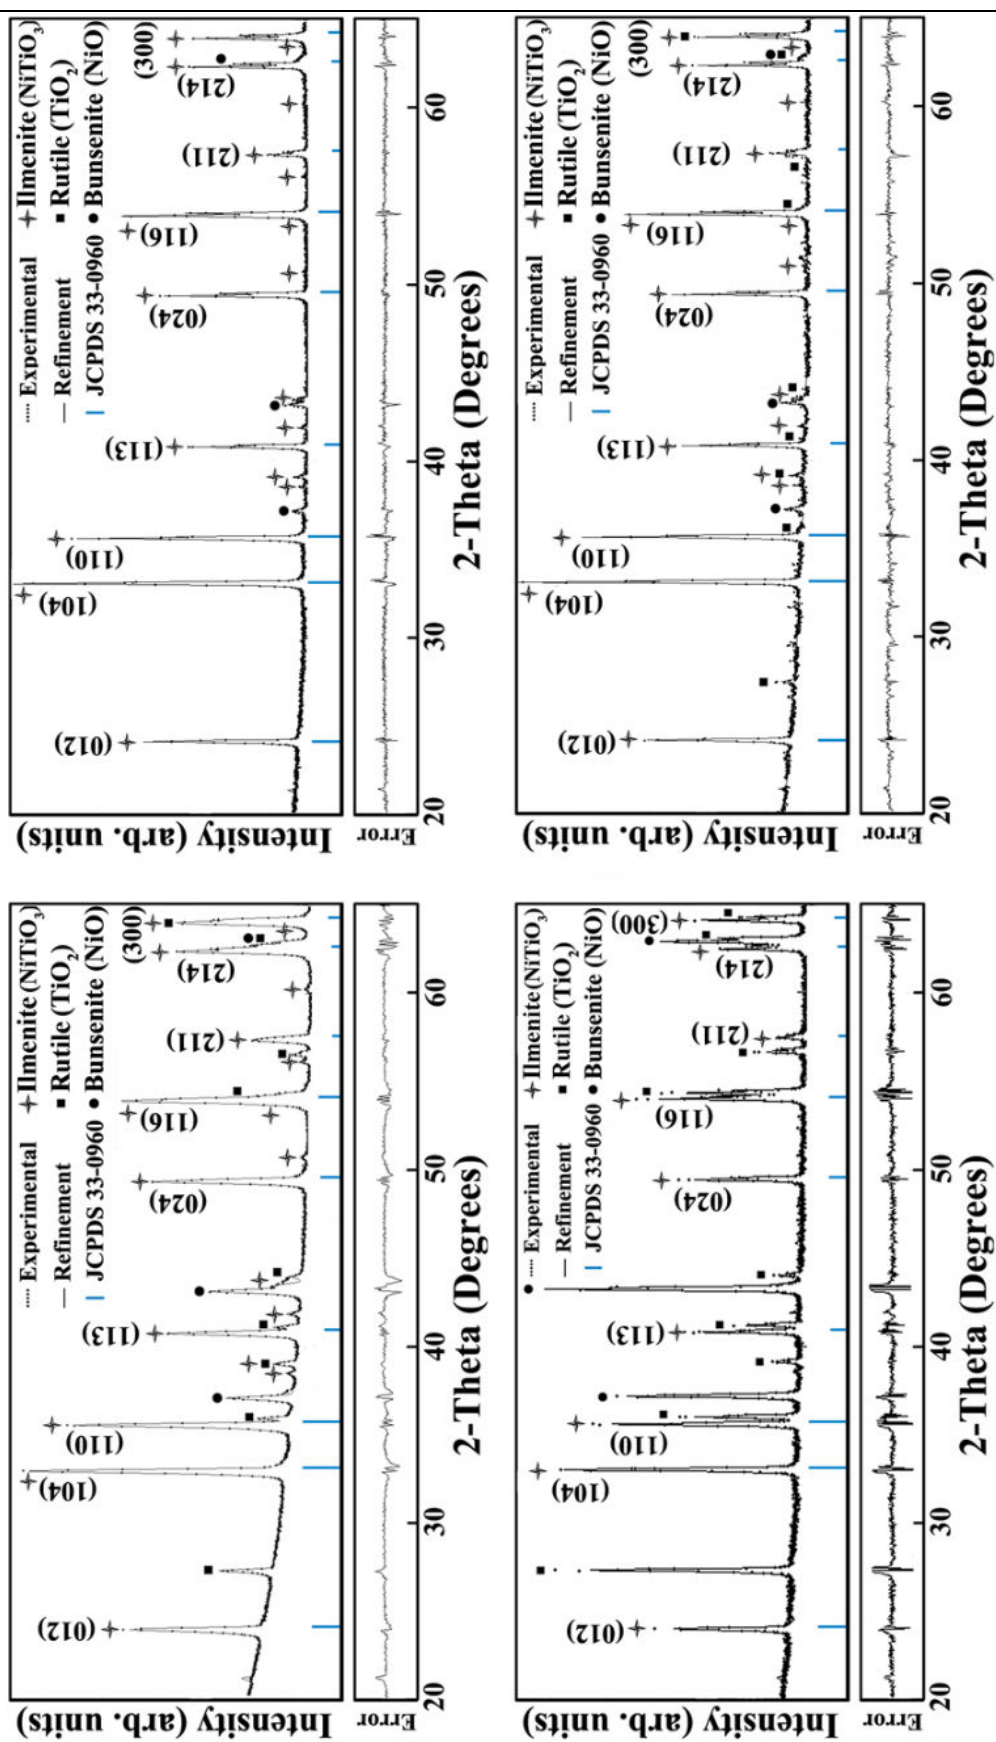 Experimental
Refinement
JCPDS 33-0960
Ilmenite (NiTiO3)
Rutile (TiO2)
Bunsenite (NiO)
(012)
(104)
(110)
(113)
(024)
(116)
(211)
(214)
(300)
Intensity (arb. units)
Error
20
30
40
50
60
2-Theta (Degrees)
Experimental
Refinement
JCPDS 33-0960
Ilmenite (NiTiO3)
Rutile (TiO2)
Bunsenite (NiO)
(012)
(104)
(110)
(113)
(024)
(116)
(211)
(214)
(300)
Intensity (arb. units)
Error
20
30
40
50
60
2-Theta (Degrees)
Experimental
Refinement
JCPDS 33-0960
Ilmenite (NiTiO3)
Rutile (TiO2)
Bunsenite (NiO)
(012)
(104)
(110)
(113)
(024)
(116)
(211)
(214)
(300)
Intensity (arb. units)
Error
20
30
40
50
60
2-Theta (Degrees)
Experimental
Refinement
JCPDS 33-0960
Ilmenite (NiTiO3)
Rutile (TiO2)
Bunsenite (NiO)
(012)
(104)
(110)
(113)
(024)
(116)
(211)
(214)
(300)
Intensity (arb. units)
Error
20
30
40
50
60
2-Theta (Degrees)